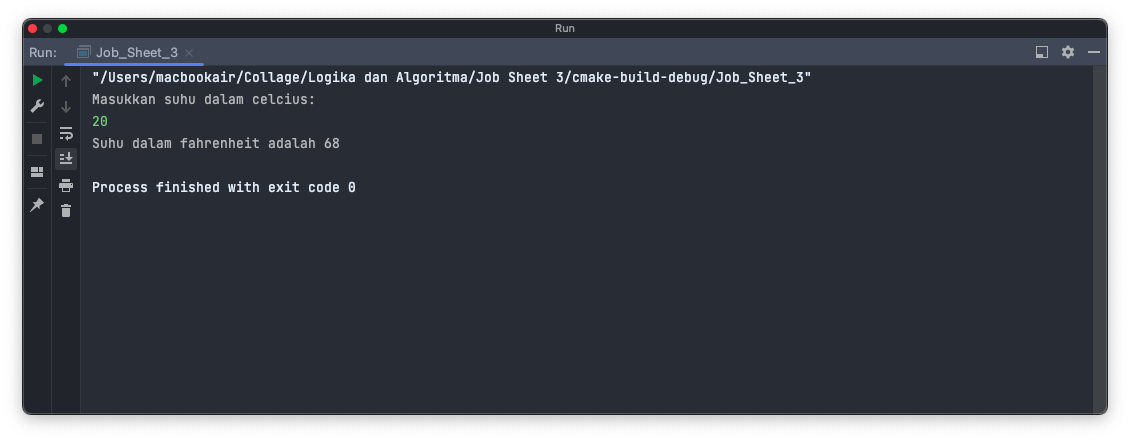 Run
Run:
Job_Sheet_3
"/Users/macbookair/Collage/Logika dan Algoritma/Job Sheet 3/cmake-build-debug/Job_Sheet_3"
Masukkan suhu dalam celcius:
20
Suhu dalam fahrenheit adalah 68
Process finished with exit code 0